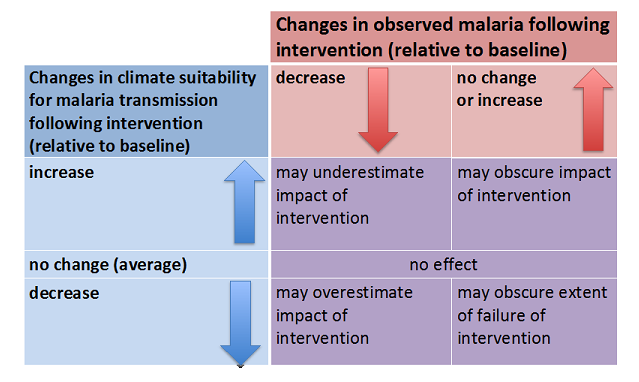 Changes in observed malaria following
intervention (relative to baseline)
Changes in climate suitability
for malaria transmission
following intervention
(relative to baseline)
decrease
no change
or increase
increase
may underestimate
impact of
intervention
may obscure impact
of intervention
no change (average)
no effect
decrease
may overestimate
impact of
intervention
may obscure extent
of failure of
intervention